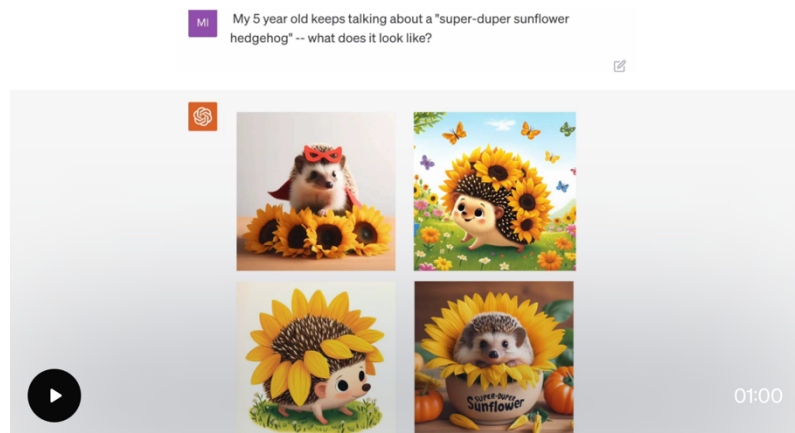 MI
My 5 year old keeps talking about a "super-duper sunflower
hedgehog" -- what does it look like?
SUPER-DUPER
Sunflower
01:00